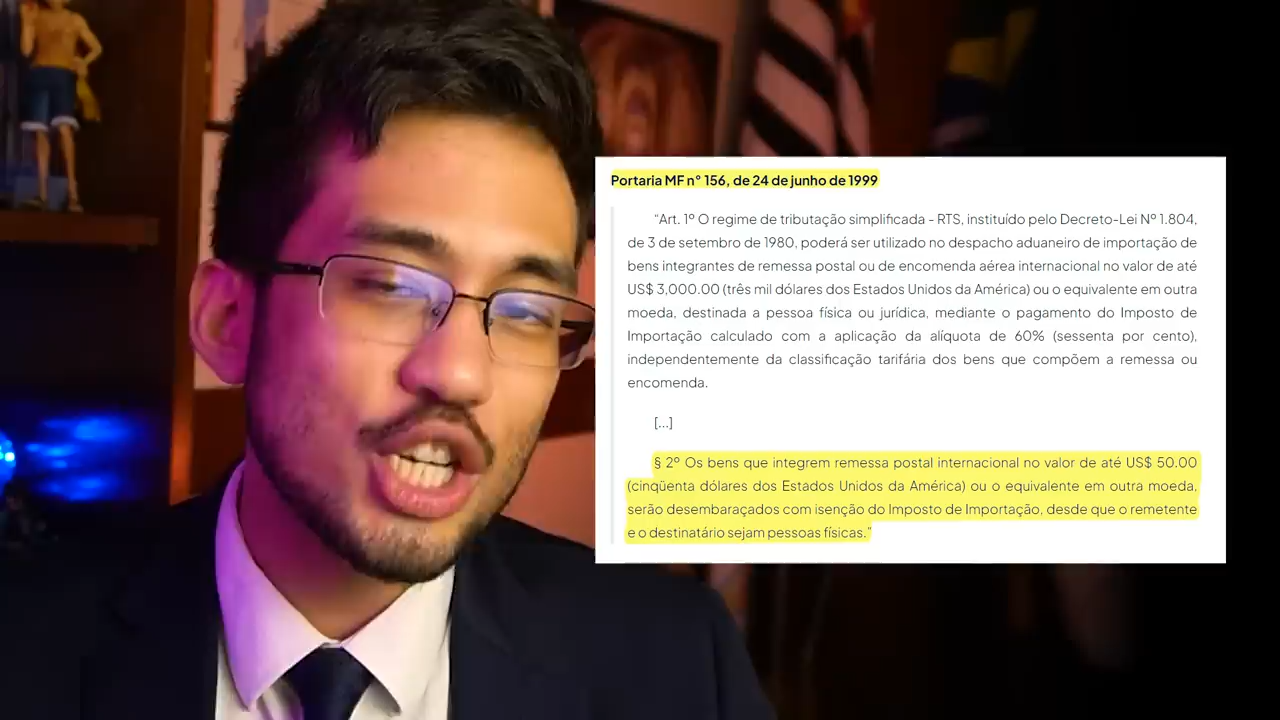 Portaria MF n° 156, de 24 de junho de 1999
“Art. 1º O regime de tributação simplificada - RTS, instituído pelo Decreto-Lei Nº 1.804,
de 3 de setembro de 1980, poderá ser utilizado no despacho aduaneiro de importação de
bens integrantes de remessa postal ou de encomenda aérea internacional no valor de até
US$ 3,000.00 (três mil dólares dos Estados Unidos da América) ou o equivalente em outra
moeda, destinada a pessoa física ou jurídica, mediante o pagamento do Imposto de
Importação calculado com a aplicação da alíquota de 60% (sessenta por cento),
independentemente da classificação tarifária dos bens que compõem a remessa ou
encomenda.
[...]
§ 2º Os bens que integrem remessa postal internacional no valor de até US$ 50.00
(cinqüenta dólares dos Estados Unidos da América) ou o equivalente em outra moeda,
serão desembaraçados com isenção do Imposto de Importação, desde que o remetente
e o destinatário sejam pessoas físicas.”